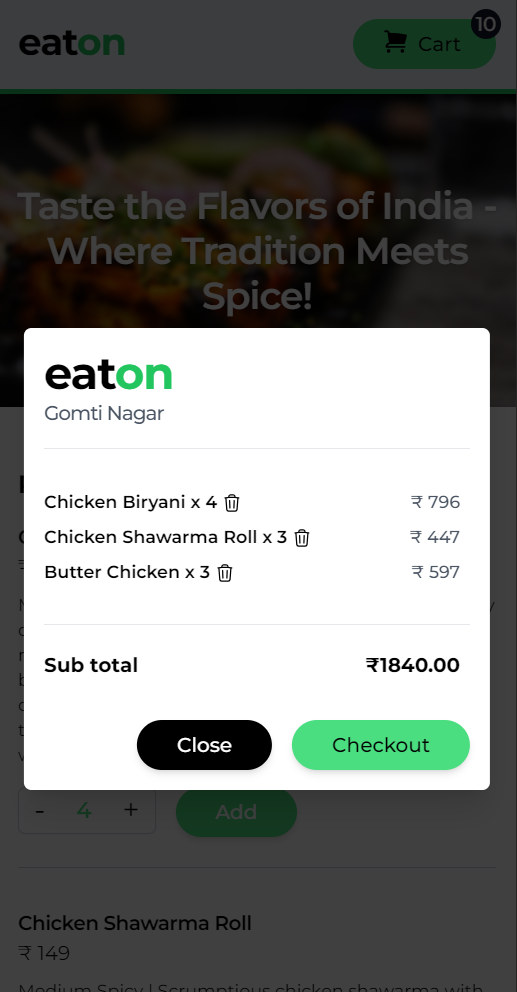 eaton
10
Cart
Taste the Flavors of India -
Where Tradition Meets
Spice!
eaton
Gomti Nagar
Chicken Biryani x 4 ₹ 796
Chicken Shawarma Roll x 3 ₹ 447
Butter Chicken x 3 ₹ 597
Sub total ₹1840.00
Close Checkout
- 4 + Add
Chicken Shawarma Roll
₹ 149
Medium Spicy | Scrumptious chicken shawarma with